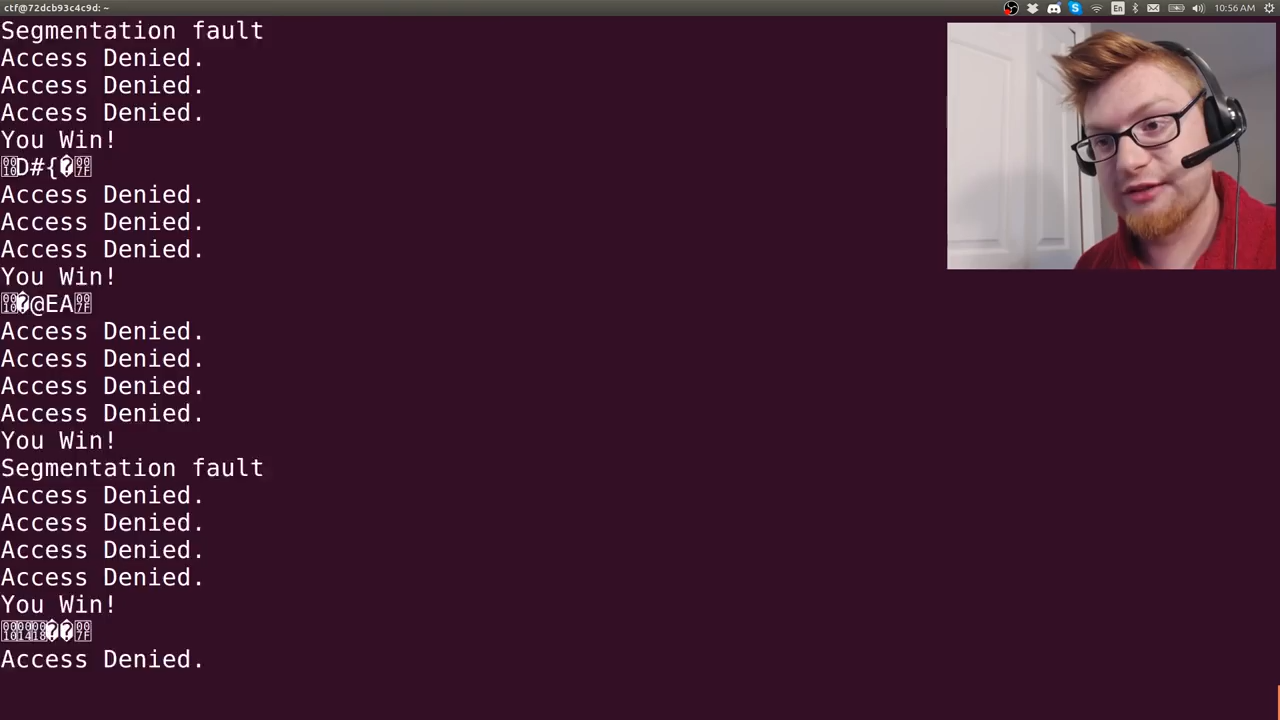 ctf@72dcb93c4c9d: ~
En
10:56 AM
Segmentation fault
Access Denied.
Access Denied.
Access Denied.
You Win!
D#{�
Access Denied.
Access Denied.
Access Denied.
You Win!
�@EA
Access Denied.
Access Denied.
Access Denied.
Access Denied.
You Win!
Segmentation fault
Access Denied.
Access Denied.
Access Denied.
Access Denied.
You Win!
��
Access Denied.